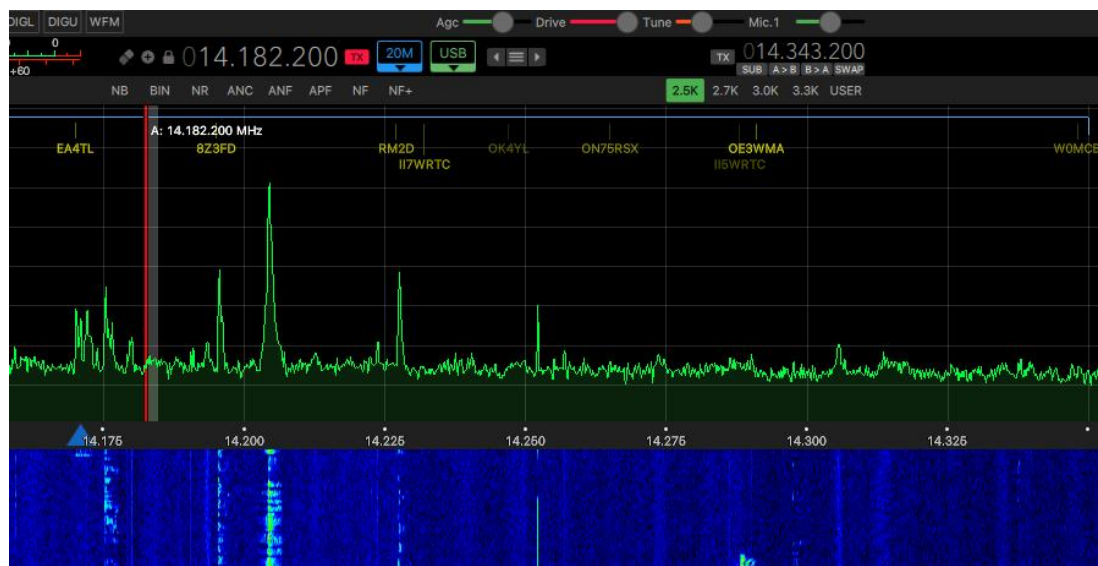 DIGL DIGU WFM Agc Drive Tune Mic.1
0 014.182.200 TX 20M USB TX 014.343.200
+60 SUB A>B B>A SWAP
NB BIN NR ANC ANF APF NF NF+ 2.5K 2.7K 3.0K 3.3K USER
A: 14.182.200 MHz
EA4TL 8Z3FD RM2D OK4YL ON75RSX OE3WMA W0MCE
II7WRTC II5WRTC
14.175 14.200 14.225 14.250 14.275 14.300 14.325